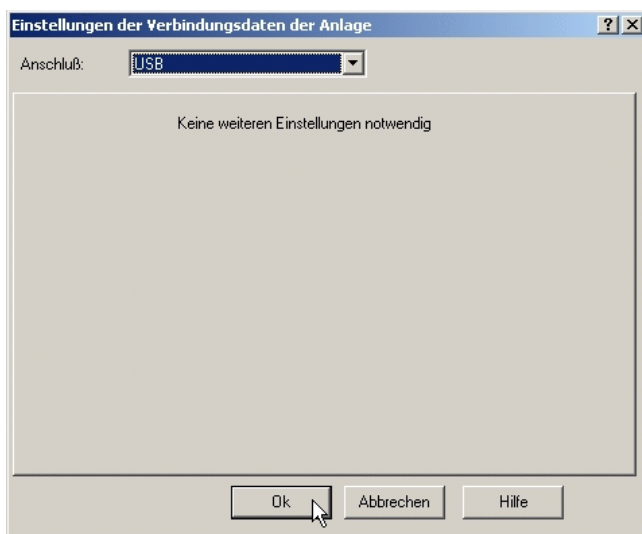 Einstellungen der Verbindungsdaten der Anlage
Anschluß: USB
Keine weiteren Einstellungen notwendig
Ok Abbrechen Hilfe